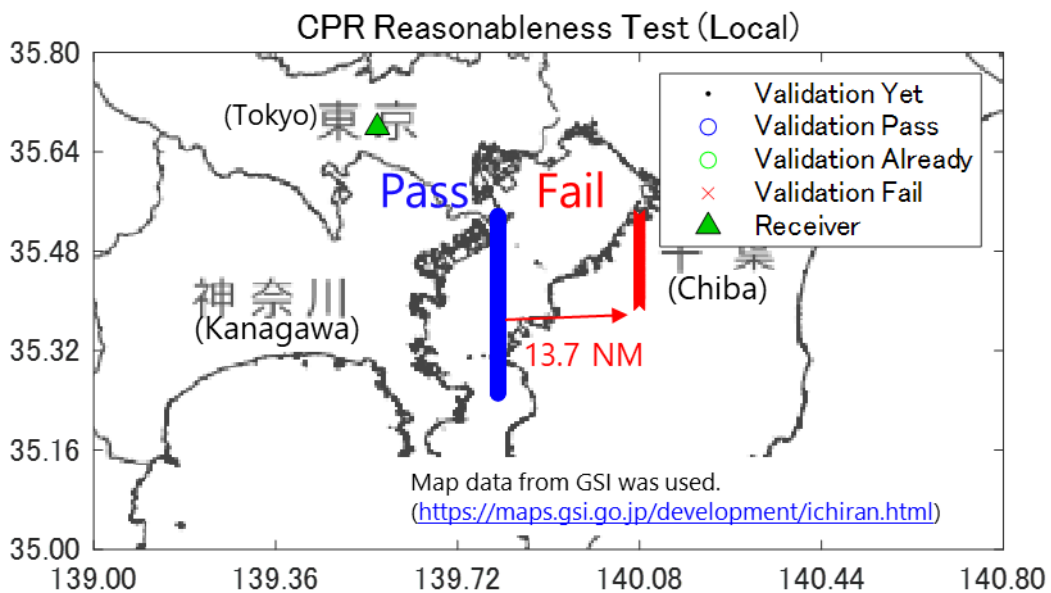 CPR Reasonableness Test (Local)
35.80
35.64
35.48
35.32
35.16
35.00
139.00
139.36
139.72
140.08
140.44
140.80
Validation Yet
Validation Pass
Validation Already
Validation Fail
Receiver
(Tokyo) 東京
Pass
Fail
神奈川
(Kanagawa)
千葉
(Chiba)
13.7 NM
Map data from GSI was used.
(https://maps.gsi.go.jp/development/ichiran.html)